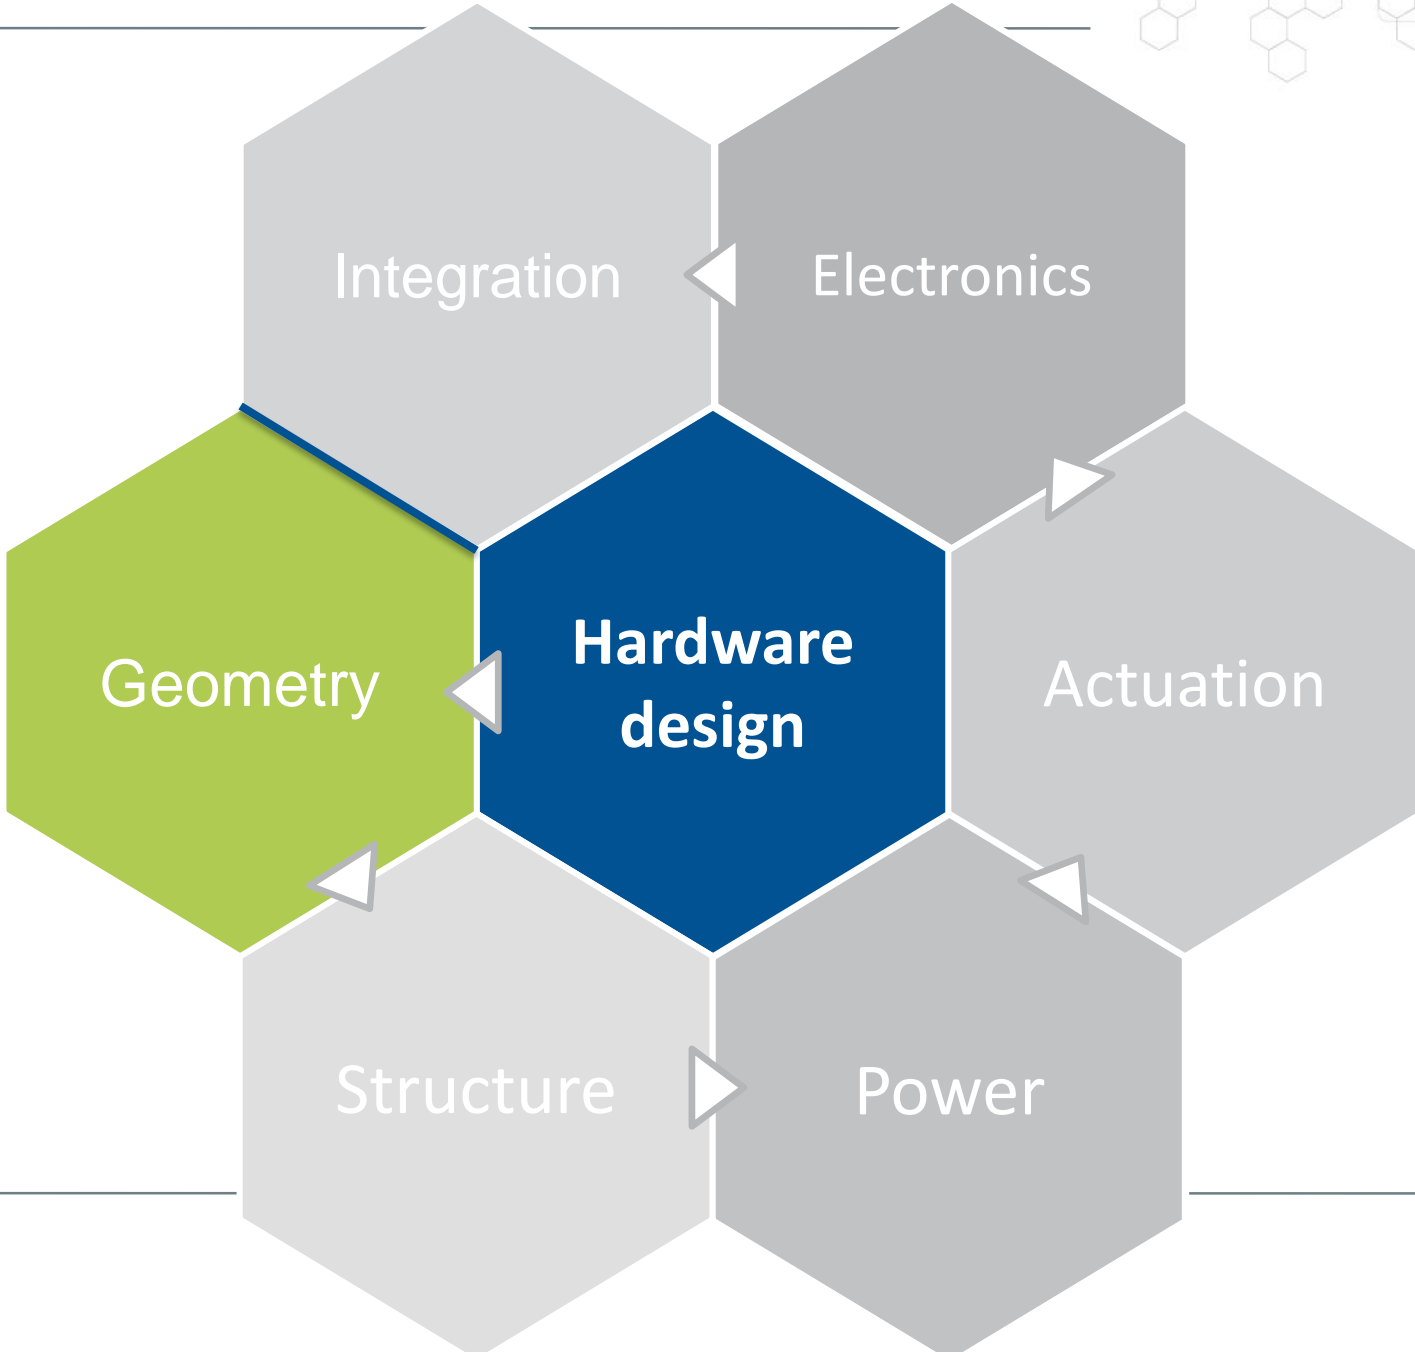 Integration
Electronics
Geometry
Hardware
design
Actuation
Structure
Power